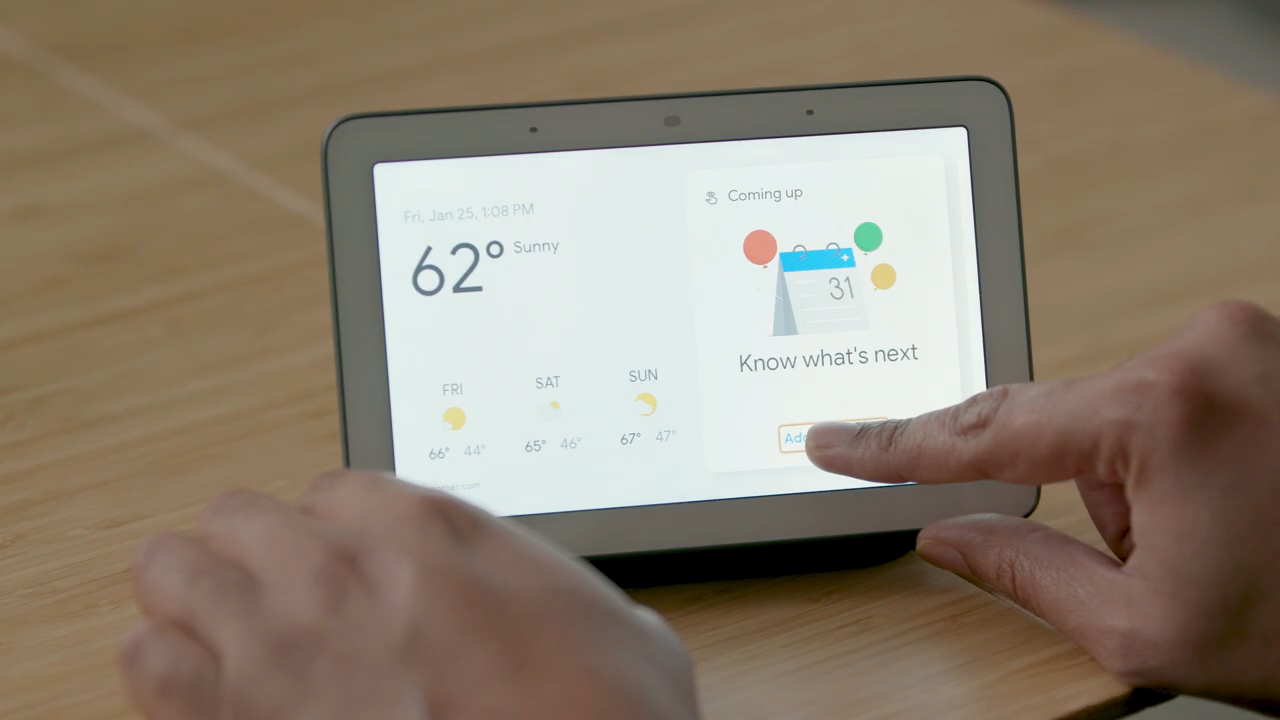 Fri, Jan 25, 1:08 PM
62° Sunny
FRI SAT SUN
66° 44° 65° 46° 67° 47°
Coming up
31
Know what's next